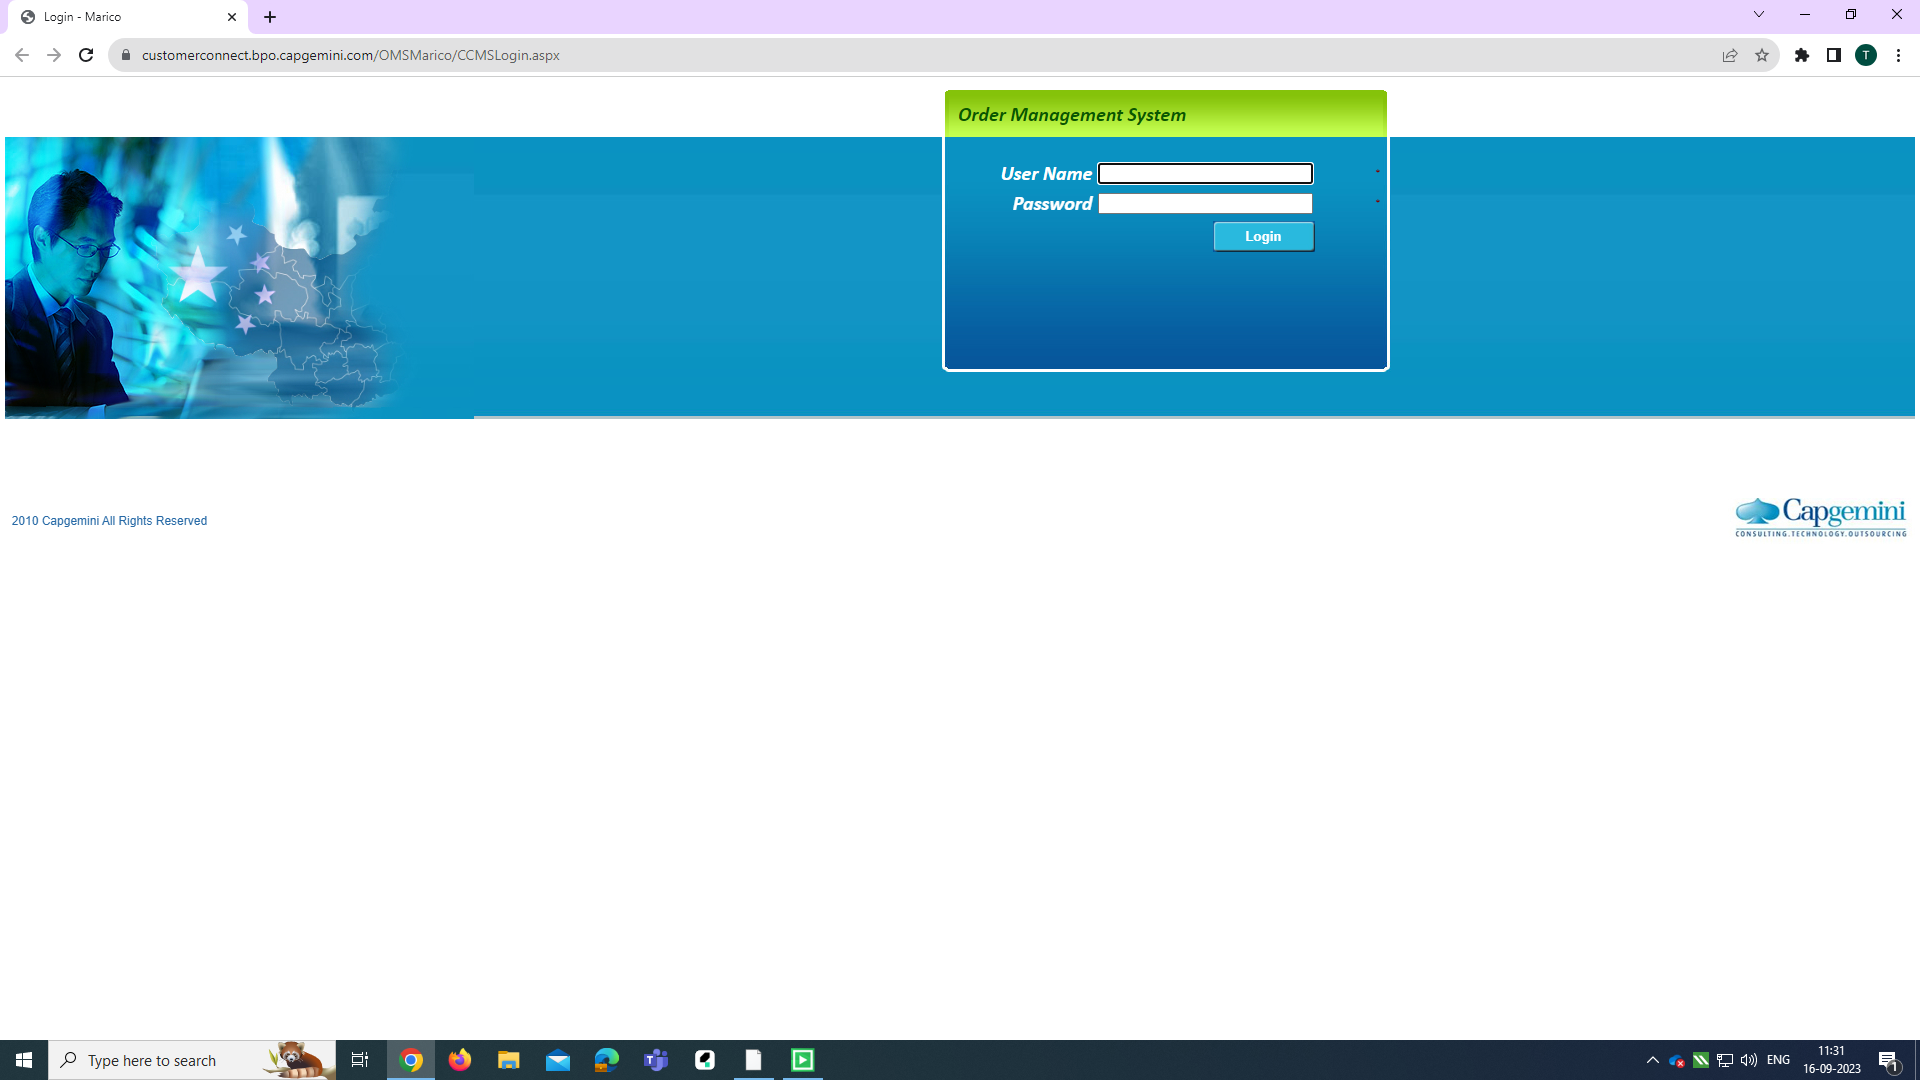 Login - Marico
customerconnect.bpo.capgemini.com/OMSMarico/CCMSLogin.aspx
T
Order Management System
User Name
*
Password
*
Login
2010 Capgemini All Rights Reserved
Capgemini
CONSULTING.TECHNOLOGY.OUTSOURCING
Type here to search
ENG
11:31
16-09-2023
1